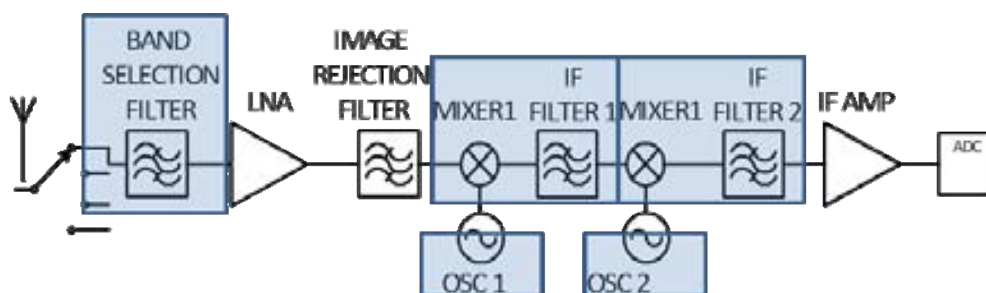 BAND
SELECTION
FILTER
LNA
IMAGE
REJECTION
FILTER
MIXER1
IF
FILTER 1
MIXER1
IF
FILTER 2
IF AMP
ADC
OSC 1
OSC 2